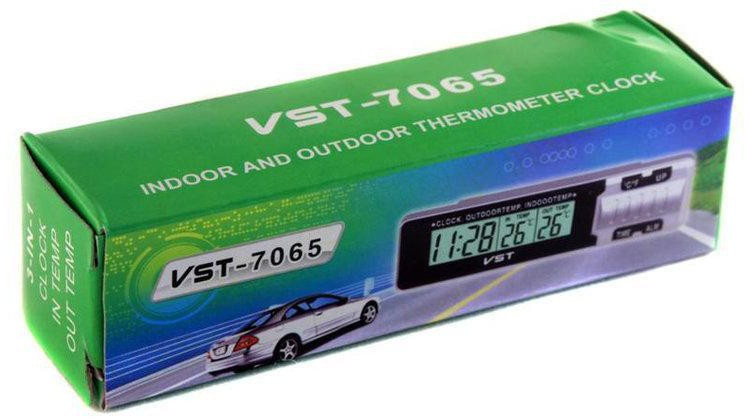 VST-7065
INDOOR AND OUTDOOR THERMOMETER CLOCK
3-IN-1
CLOCK
IN TEMP
OUT TEMP
VST-7065
CLOCK OUTDOORTEMP. INDOOOTEMP
IN TEMP OUT TEMP
11:28 26°C 26°C
VST
°C/°F UP
TIME ALM